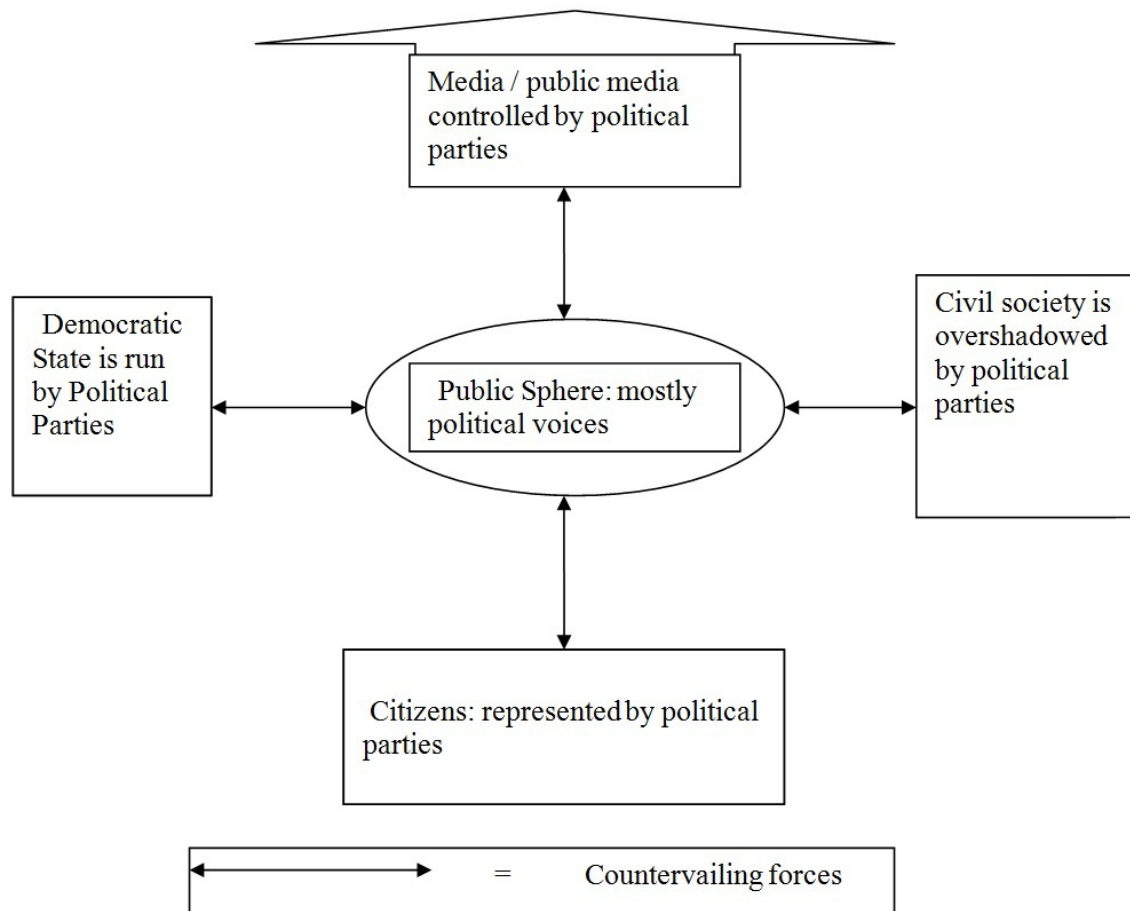 Media / public media
controlled by political
parties
Democratic
State is run
by Political
Parties
Public Sphere: mostly
political voices
Civil society is
overshadowed
by political
parties
Citizens: represented by political
parties
= Countervailing forces